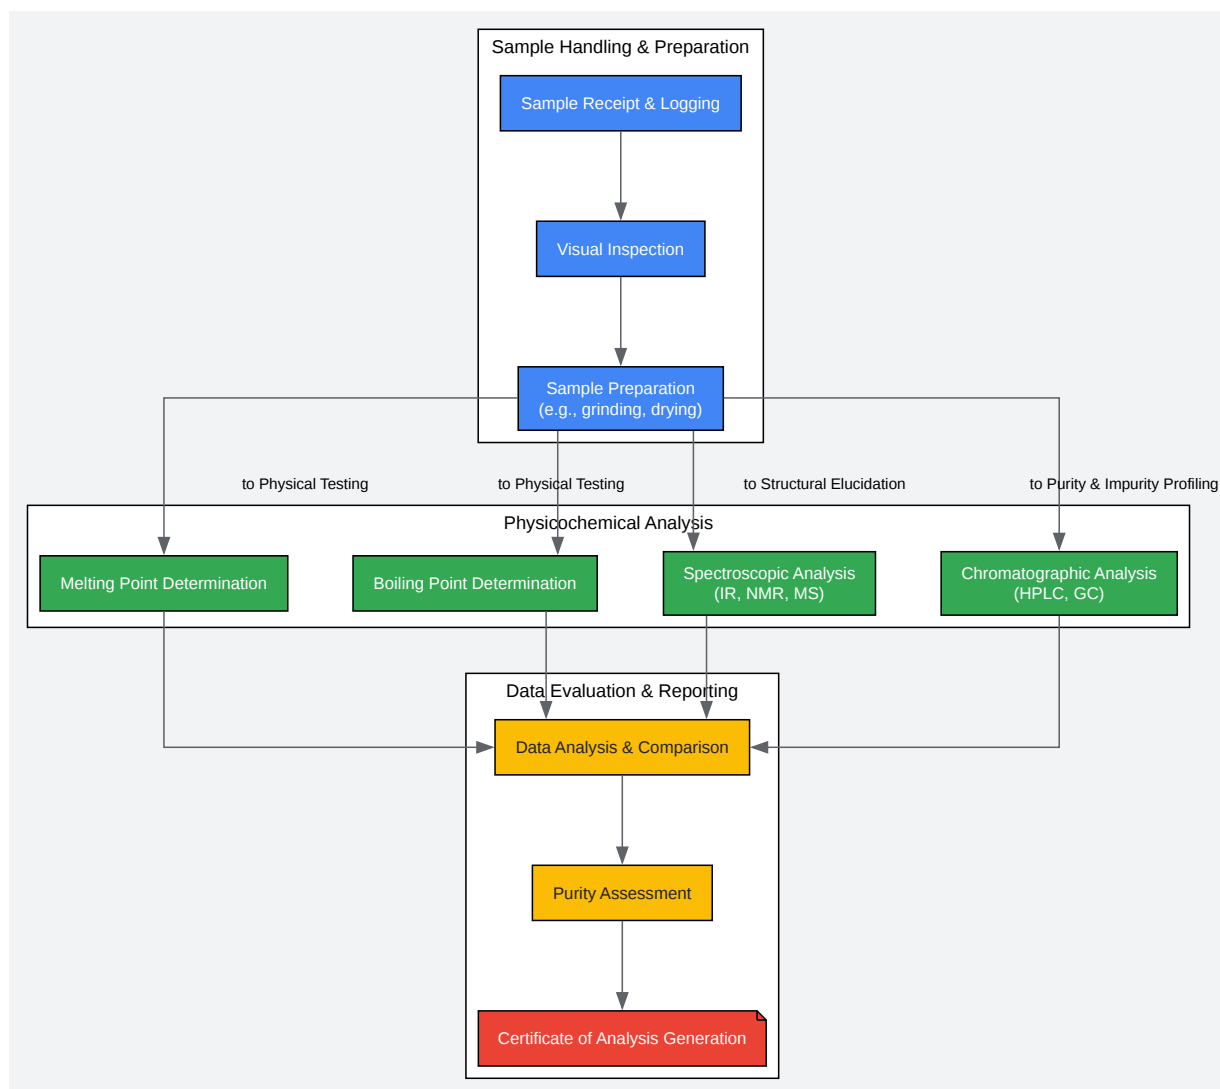 Sample Handling & Preparation
Sample Receipt & Logging
Visual Inspection
Sample Preparation
(e.g., grinding, drying)
to Physical Testing
to Physical Testing
to Structural Elucidation
to Purity & Impurity Profiling
Physicochemical Analysis
Melting Point Determination
Boiling Point Determination
Spectroscopic Analysis
(IR, NMR, MS)
Chromatographic Analysis
(HPLC, GC)
Data Evaluation & Reporting
Data Analysis & Comparison
Purity Assessment
Certificate of Analysis Generation